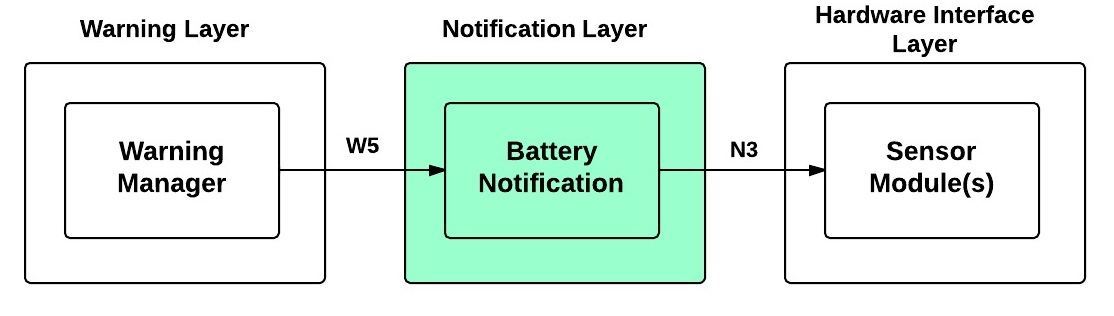 Warning Layer
Notification Layer
Hardware Interface
Layer
Warning
Manager
W5
Battery
Notification
N3
Sensor
Module(s)